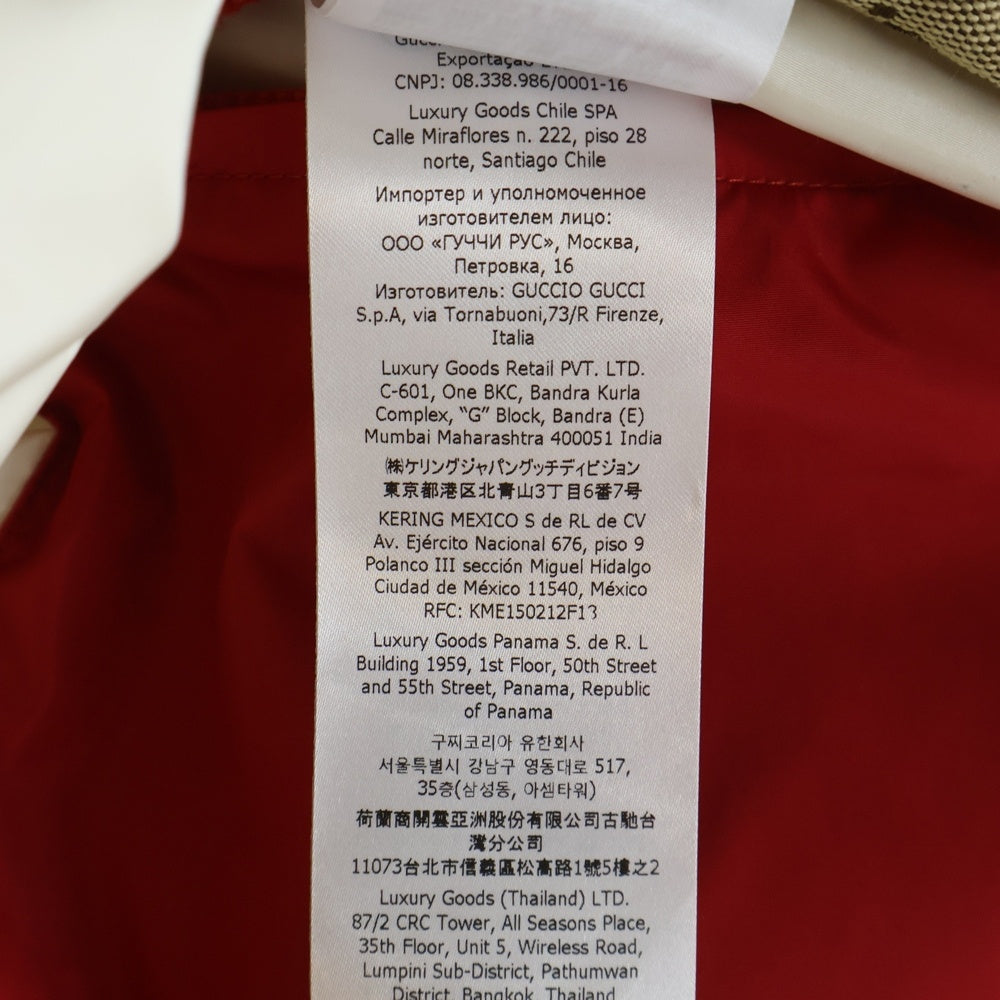 Exportação
CNPJ: 08.338.986/0001-16
Luxury Goods Chile SPA
Calle Miraflores n. 222, piso 28
norte, Santiago Chile
Импортер и уполномоченное
изготовителем лицо:
ООО «ГУЧЧИ РУС», Москва,
Петровка, 16
Изготовитель: GUCCIO GUCCI
S.p.A, via Tornabuoni,73/R Firenze,
Italia
Luxury Goods Retail PVT. LTD.
C-601, One BKC, Bandra Kurla
Complex, “G” Block, Bandra (E)
Mumbai Maharashtra 400051 India
㈱ケリングジャパングッチディビジョン
東京都港区北青山3丁目6番7号
KERING MEXICO S de RL de CV
Av. Ejército Nacional 676, piso 9
Polanco III sección Miguel Hidalgo
Ciudad de México 11540, México
RFC: KME150212F13
Luxury Goods Panama S. de R. L
Building 1959, 1st Floor, 50th Street
and 55th Street, Panama, Republic
of Panama
구찌코리아 유한회사
서울특별시 강남구 영동대로 517,
35층(삼성동, 아셈타워)
荷蘭商開雲亞洲股份有限公司古馳台
灣分公司
11073台北市信義區松高路1號5樓之2
Luxury Goods (Thailand) LTD.
87/2 CRC Tower, All Seasons Place,
35th Floor, Unit 5, Wireless Road,
Lumpini Sub-District, Pathumwan
District, Bangkok, Thailand